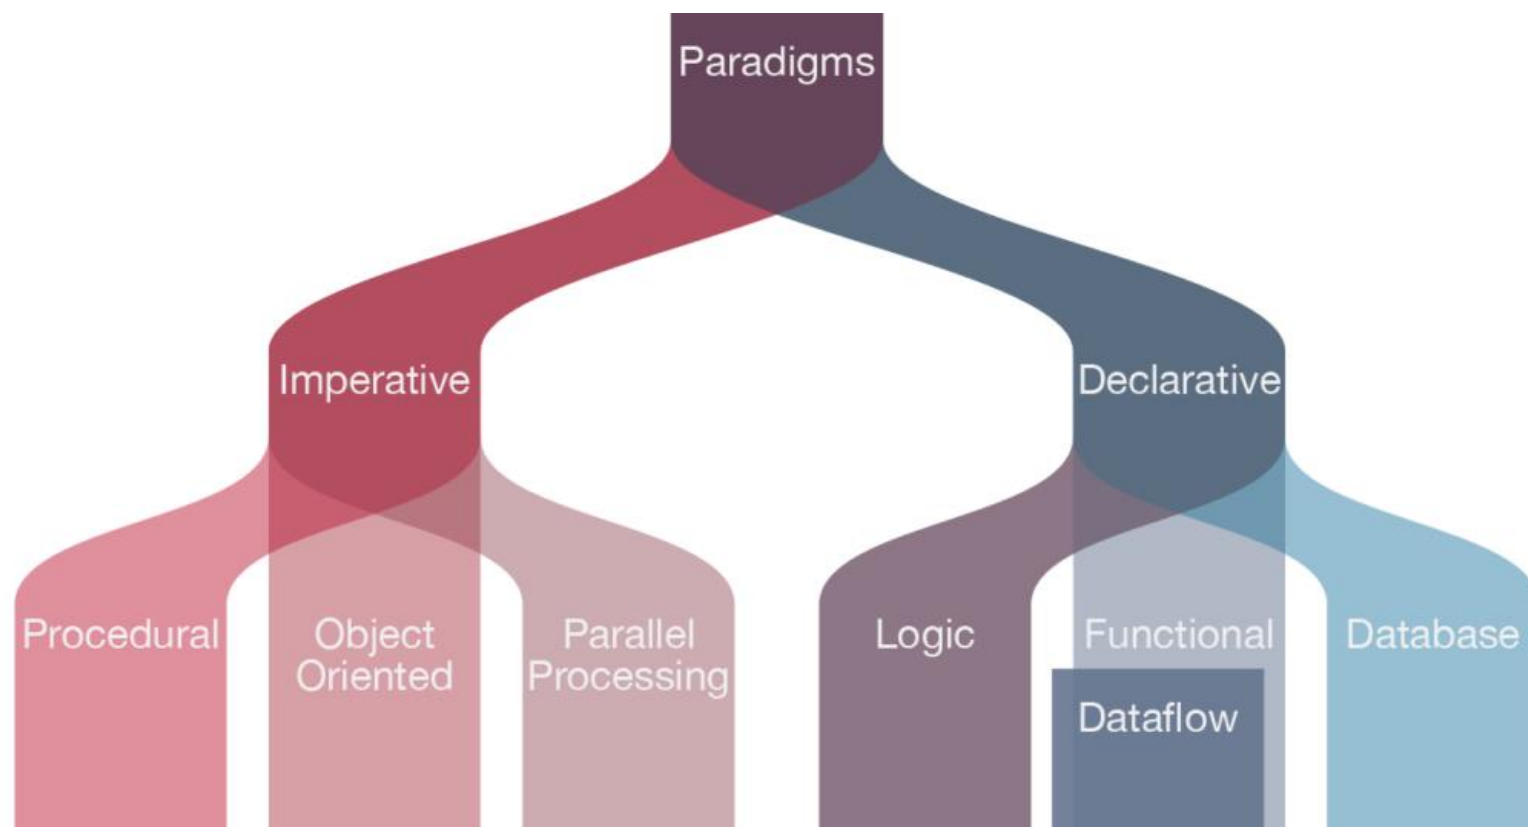 Paradigms
Imperative
Declarative
Procedural
Object
Oriented
Parallel
Processing
Logic
Functional
Database
Dataflow